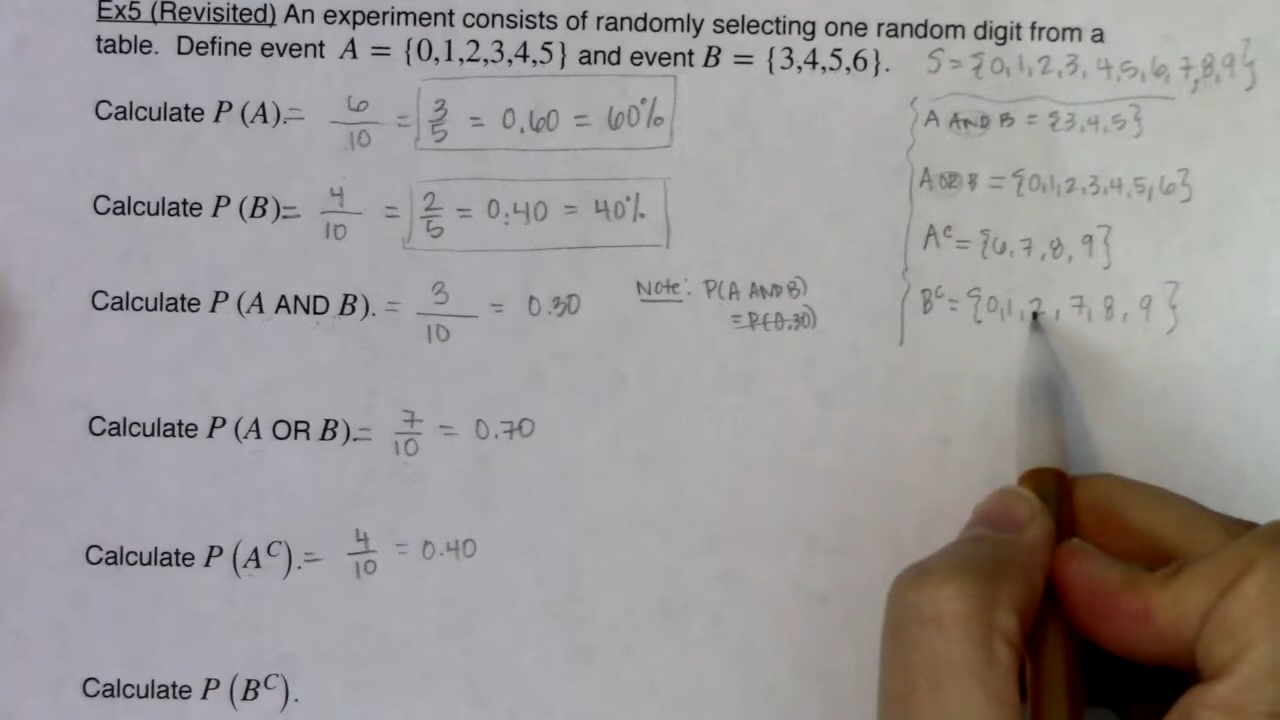 Ex5 (Revisited) An experiment consists of randomly selecting one random digit from a
table. Define event A = {0,1,2,3,4,5} and event B = {3,4,5,6}. S = {0,1,2,3,4,5,6,7,8,9}
Calculate P (A). = 6/10 = 3/5 = 0.60 = 60%
A AND B = {3,4,5}
A OR B = {0,1,2,3,4,5,6}
Calculate P (B) = 4/10 = 2/5 = 0.40 = 40%
A^C = {6,7,8,9}
Calculate P (A AND B). = 3/10 = 0.30
Note: P(A AND B)
= P(0.30)
B^C = {0,1,2,7,8,9}
Calculate P (A OR B). = 7/10 = 0.70
Calculate P (A^C). = 4/10 = 0.40
Calculate P (B^C).